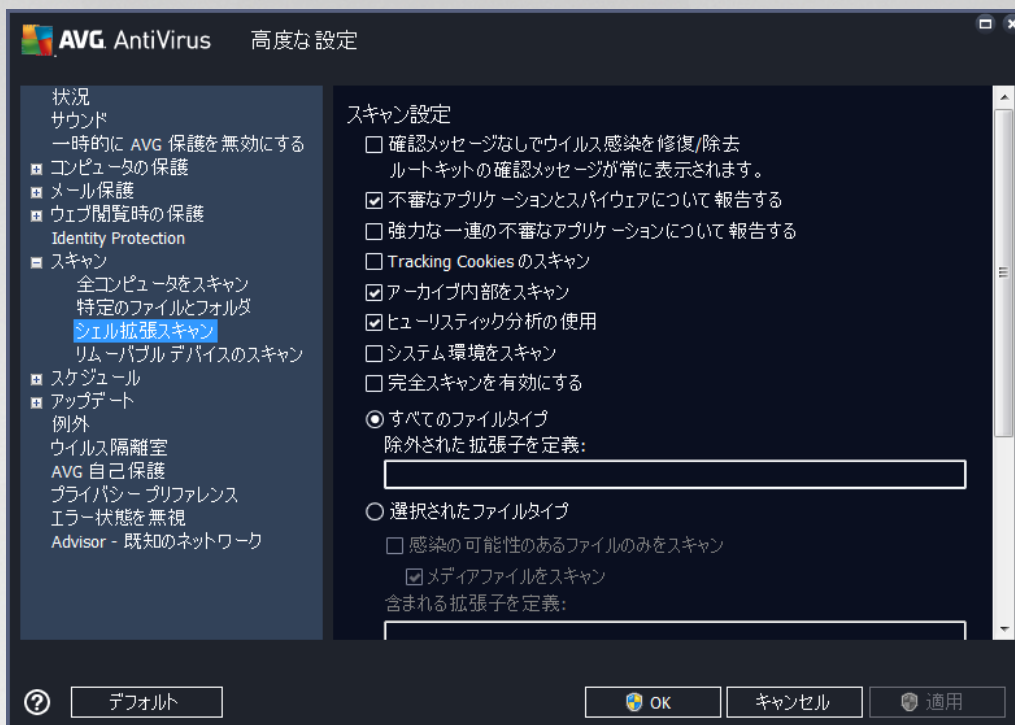 AVG. AntiVirus 高度な設定
状況
サウンド
一時的に AVG 保護を無効にする
コンピュータの保護
メール保護
ウェブ閲覧時の保護
Identity Protection
スキャン
全コンピュータをスキャン
特定のファイルとフォルダ
シェル拡張スキャン
リムーバブル デバイスのスキャン
スケジュール
アップデート
例外
ウイルス隔離室
AVG 自己保護
プライバシー プリファレンス
エラー状態を無視
Advisor - 既知のネットワーク
スキャン設定
確認メッセージなしでウイルス感染を修復/除去
ルートキットの確認メッセージが常に表示されます。
不審なアプリケーションとスパイウェアについて報告する
強力な一連の不審なアプリケーションについて報告する
Tracking Cookies のスキャン
アーカイブ内部をスキャン
ヒューリスティック分析の使用
システム環境をスキャン
完全スキャンを有効にする
すべてのファイルタイプ
除外された拡張子を定義:
選択されたファイルタイプ
感染の可能性のあるファイルのみをスキャン
メディアファイルをスキャン
含まれる拡張子を定義:
? デフォルト OK キャンセル 適用